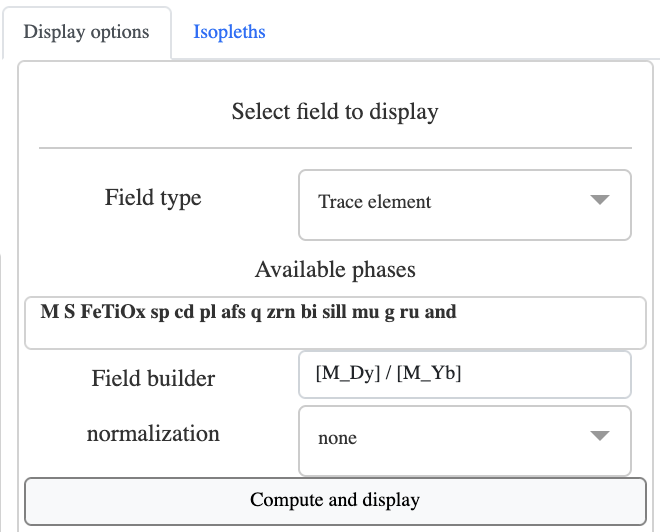 Display options Isopleths
Select field to display
Field type Trace element
Available phases
M S FeTiOx sp cd pl afs q zrn bi sill mu g ru and
Field builder [M_Dy] / [M_Yb]
normalization none
Compute and display